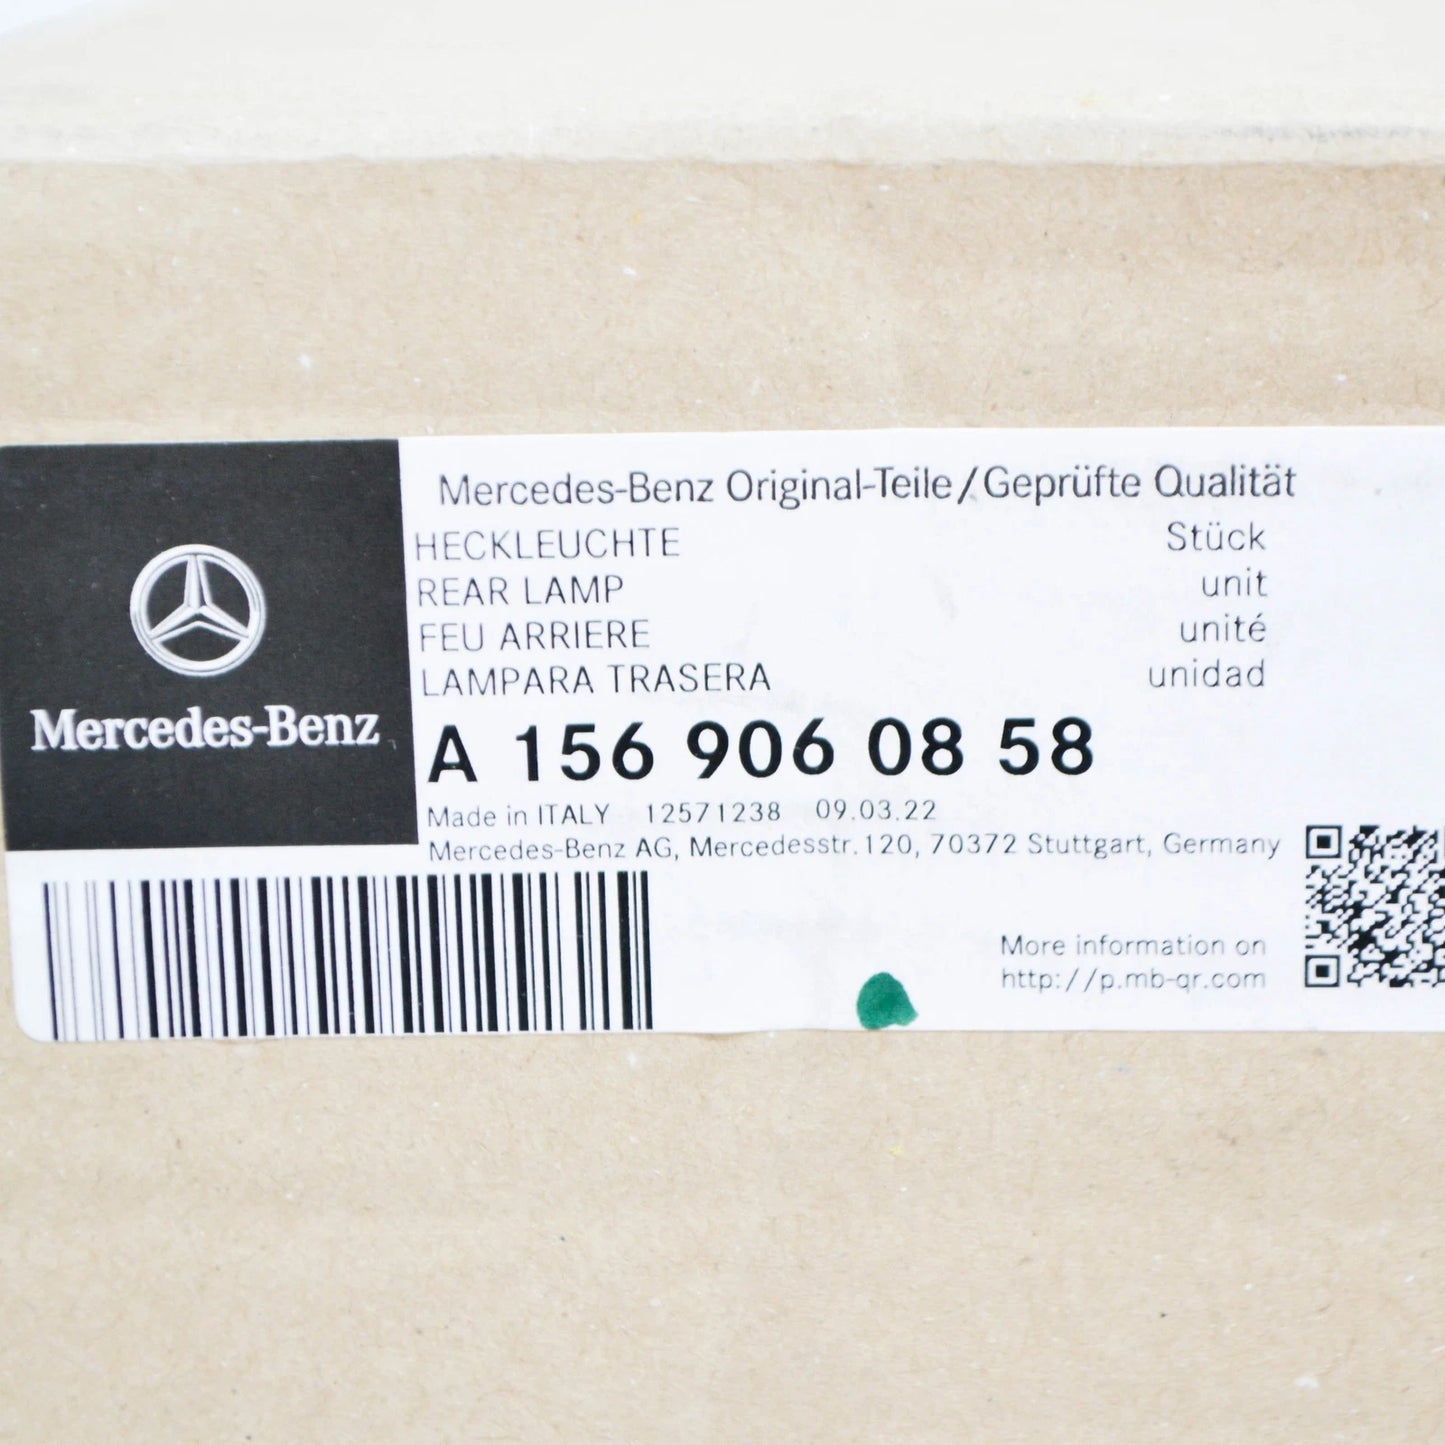 Mercedes-Benz
Mercedes-Benz Original-Teile/Geprüfte Qualität
HECKLEUCHTE Stück
REAR LAMP unit
FEU ARRIERE unité
LAMPARA TRASERA unidad
A 156 906 08 58
Made in ITALY 12571238 09.03.22
Mercedes-Benz AG, Mercedesstr.120, 70372 Stuttgart, Germany
More information on
http://p.mb-qr.com